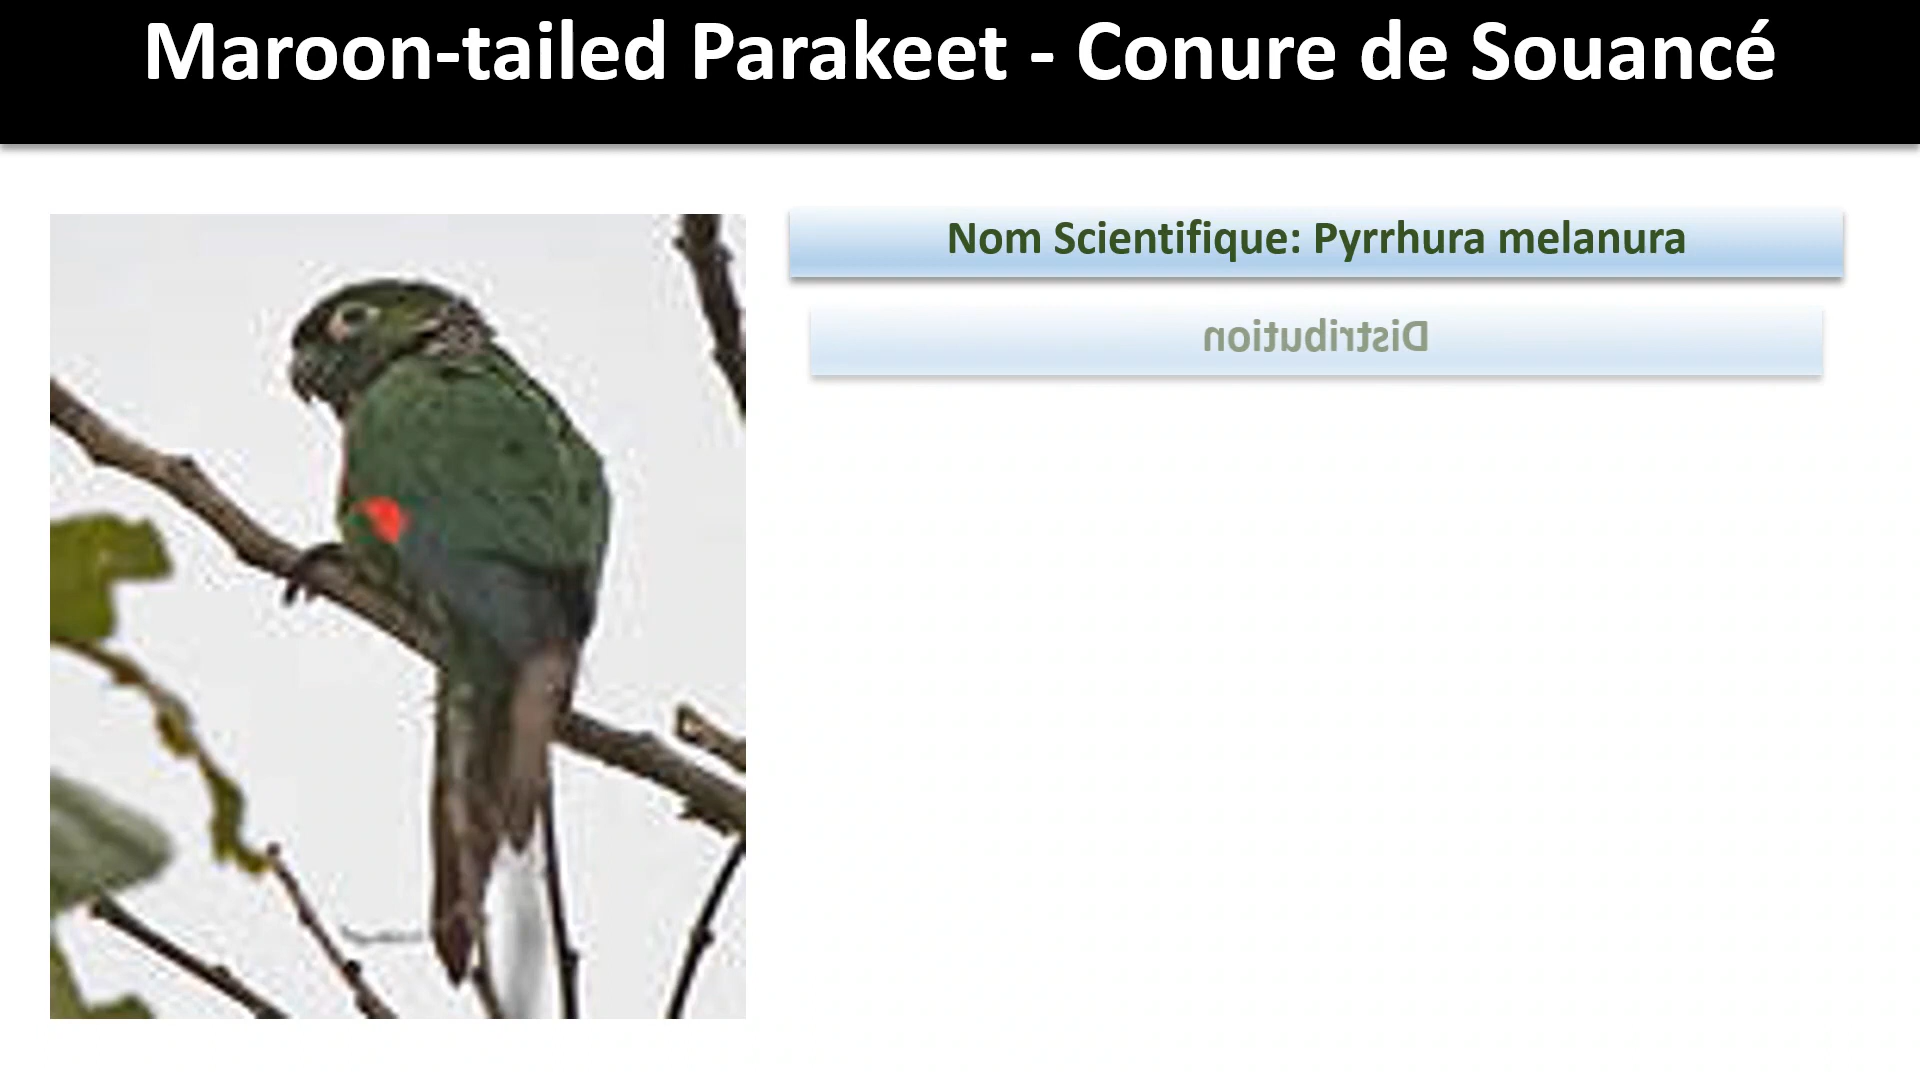 Maroon-tailed Parakeet - Conure de Souancé
Nom Scientifique: Pyrrhura melanura
Distribution